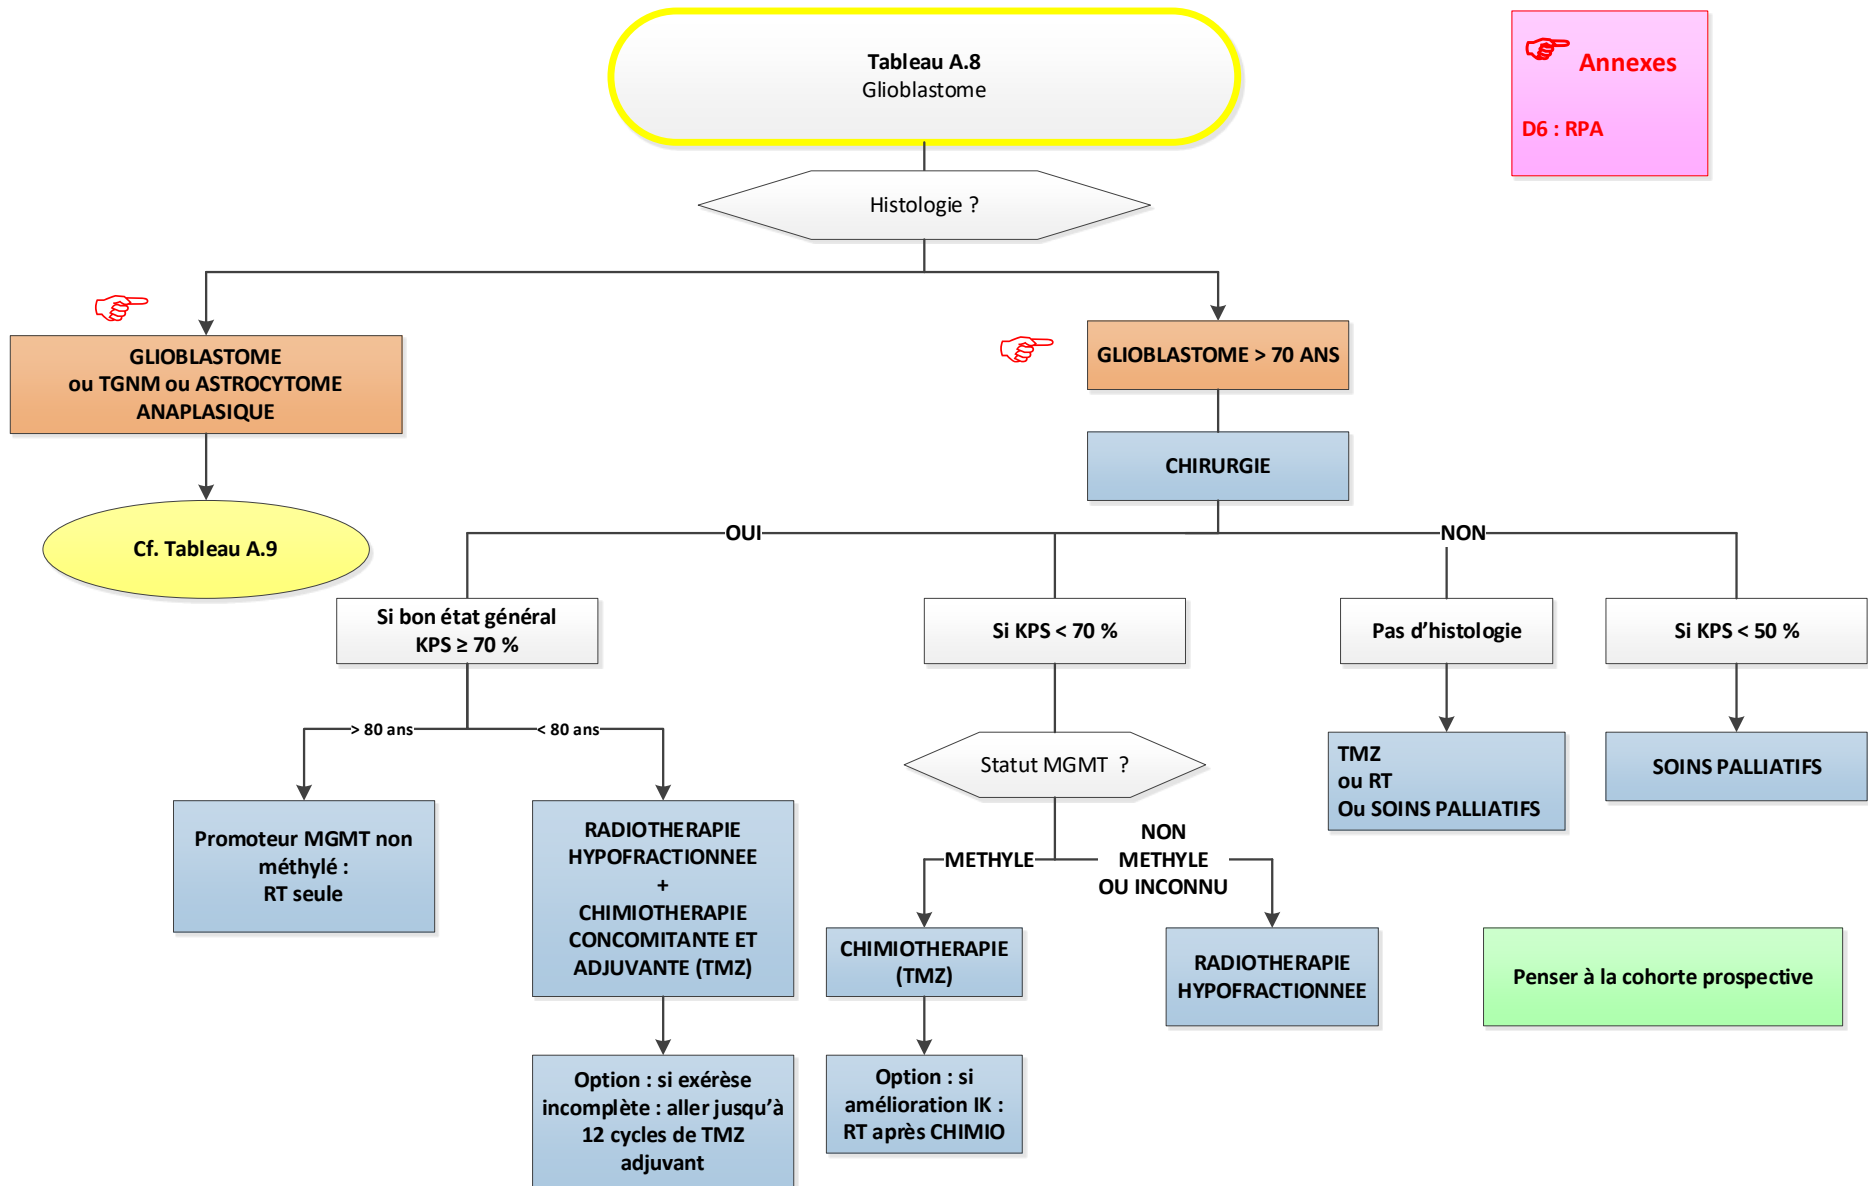 Tableau A.8
Glioblastome
Annexes
D6 : RPA
Histologie ?
GLIOBLASTOME
ou TGNM ou ASTROCYTOME
ANAPLASIQUE
GLIOBLASTOME > 70 ANS
CHIRURGIE
Cf. Tableau A.9
OUI
NON
Si bon état général
KPS ≥ 70 %
Si KPS < 70 %
Pas d’histologie
Si KPS < 50 %
> 80 ans
< 80 ans
Statut MGMT ?
TMZ
ou RT
Ou SOINS PALLIATIFS
SOINS PALLIATIFS
Promoteur MGMT non
méthylé :
RT seule
RADIOTHERAPIE
HYPOFRACTIONNEE
+
CHIMIOTHERAPIE
CONCOMITANTE ET
ADJUVANTE (TMZ)
METHYLE
NON
METHYLE
OU INCONNU
CHIMIOTHERAPIE
(TMZ)
RADIOTHERAPIE
HYPOFRACTIONNEE
Penser à la cohorte prospective
Option : si exérèse
incomplète : aller jusqu’à
12 cycles de TMZ
adjuvant
Option : si
amélioration IK :
RT après CHIMIO